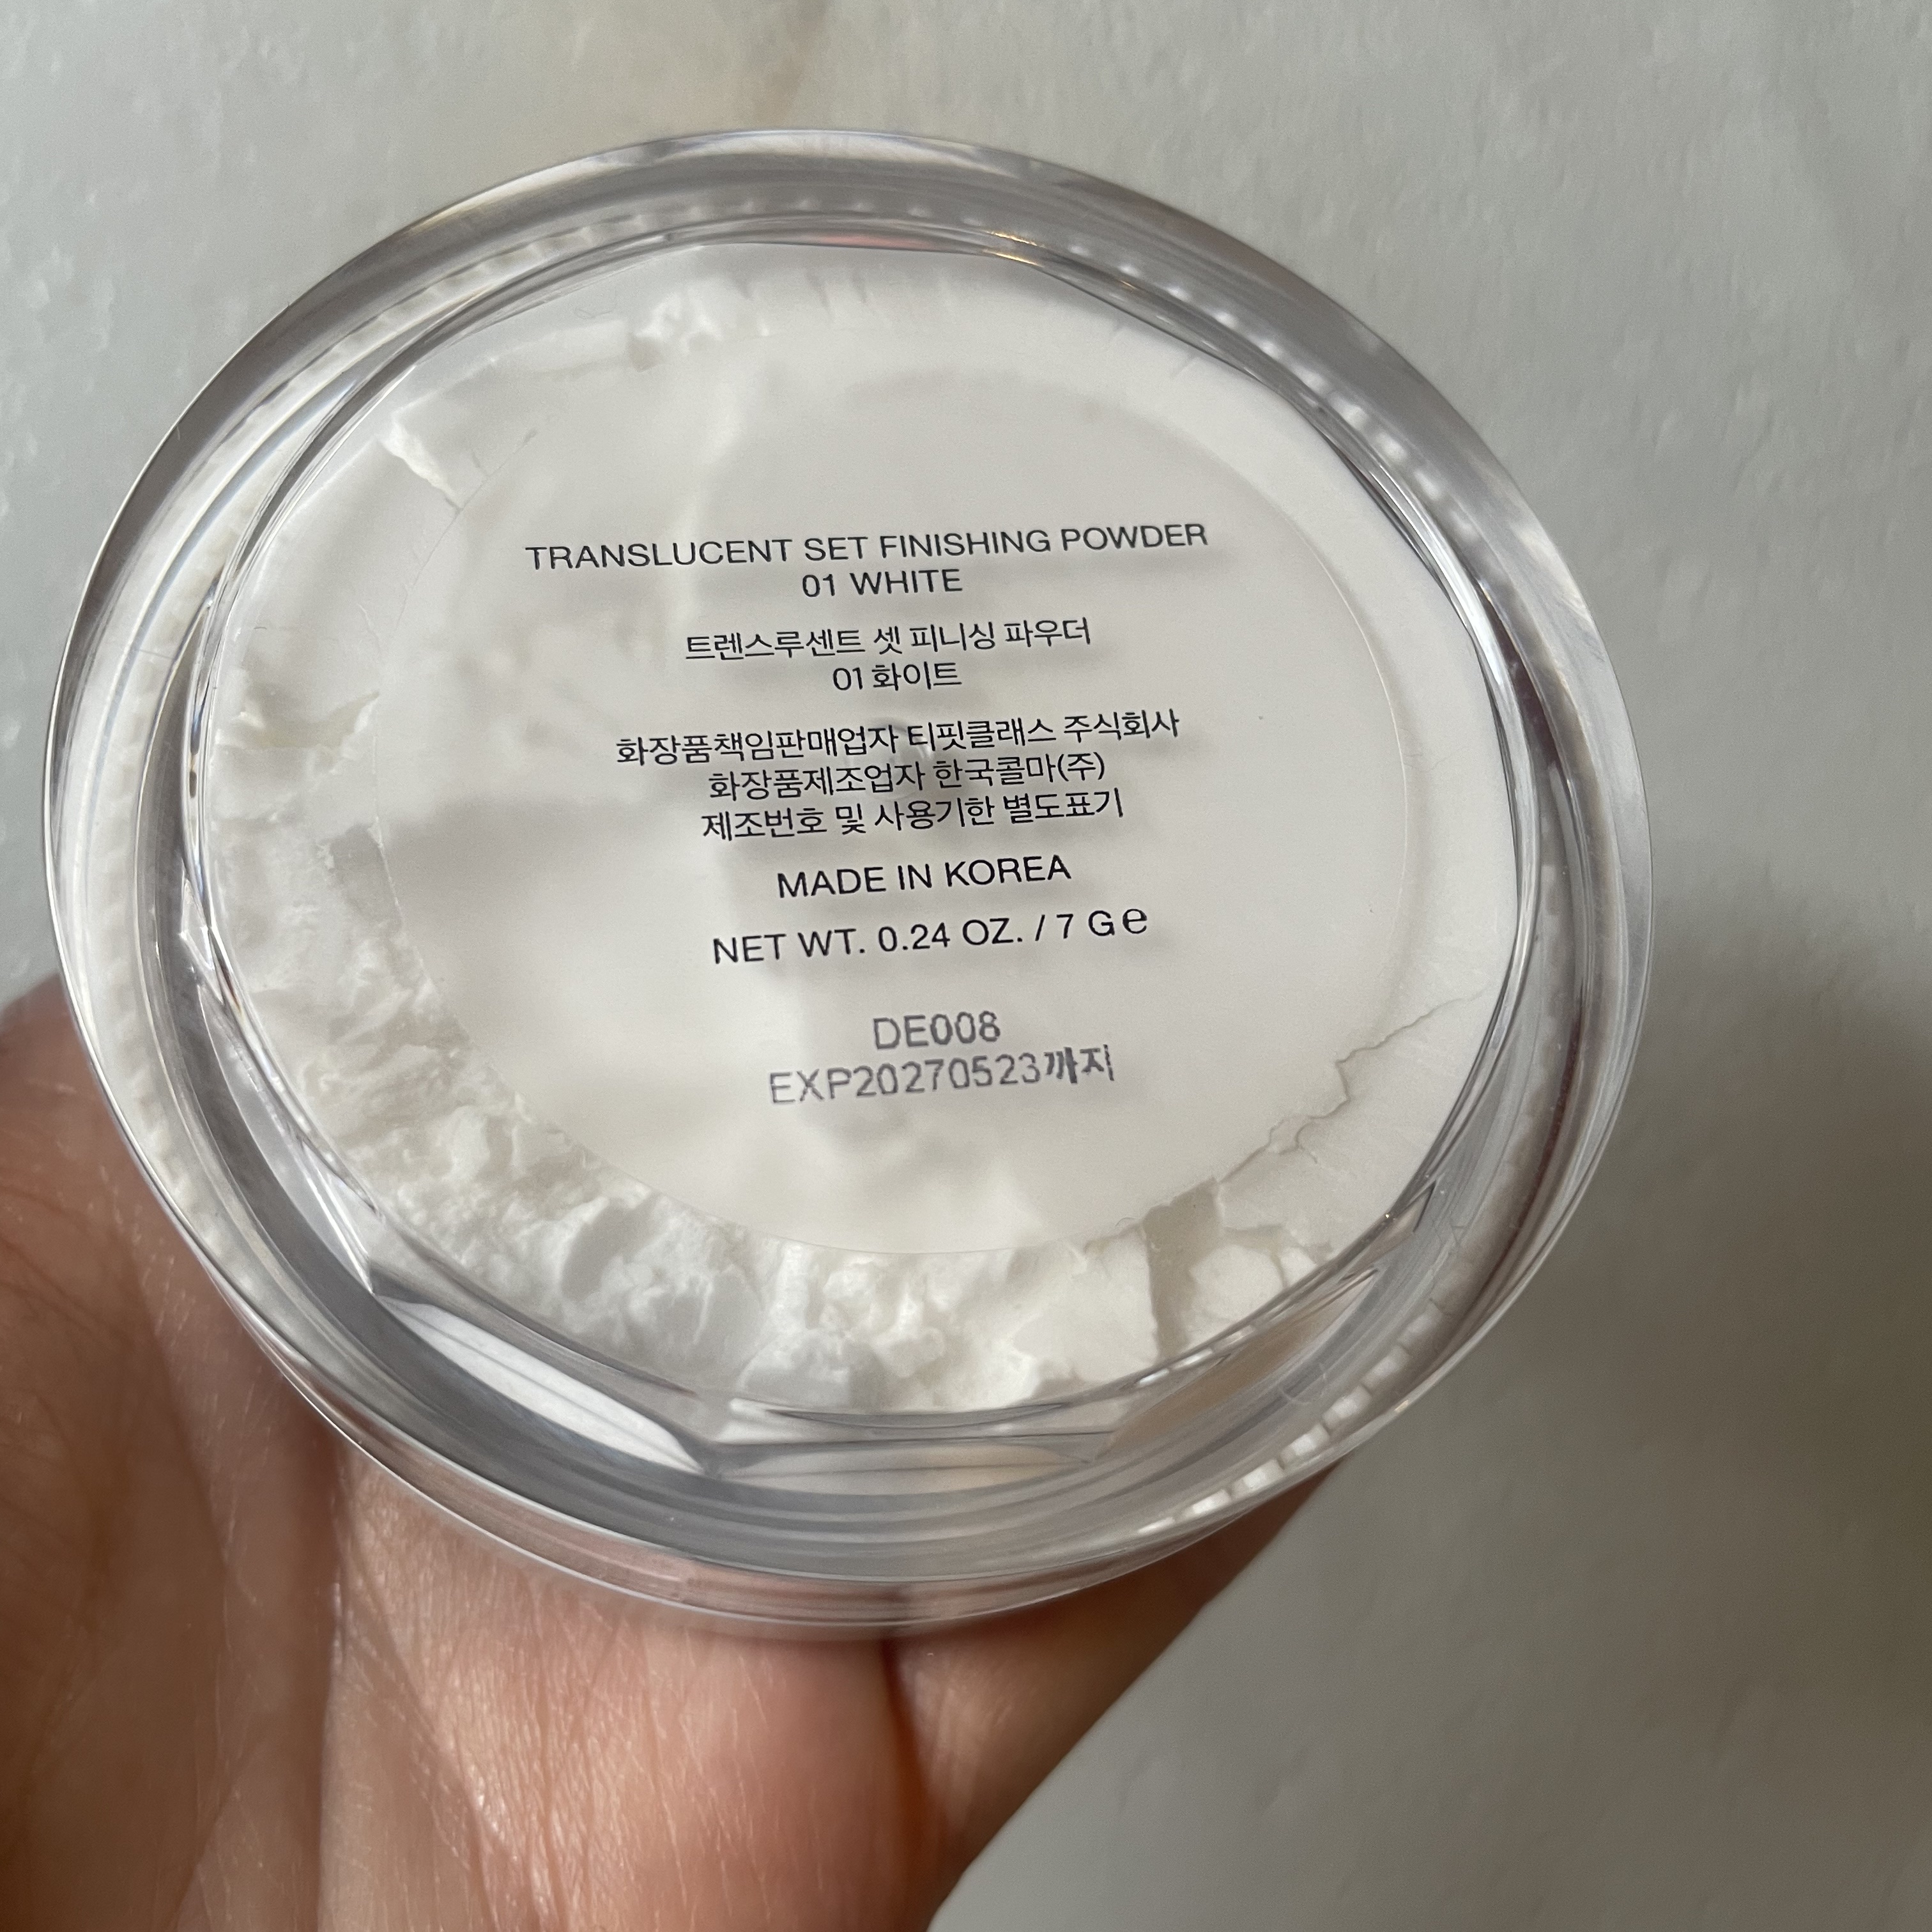 TRANSLUCENT SET FINISHING POWDER
01 WHITE
트렌스루센트 셋 피니싱 파우더
01 화이트
화장품책임판매업자 티핏클래스 주식회사
화장품제조업자 한국콜마(주)
제조번호 및 사용기한 별도표기
MADE IN KOREA
NET WT. 0.24 OZ. / 7 G ℮
DE008
EXP20270523까지